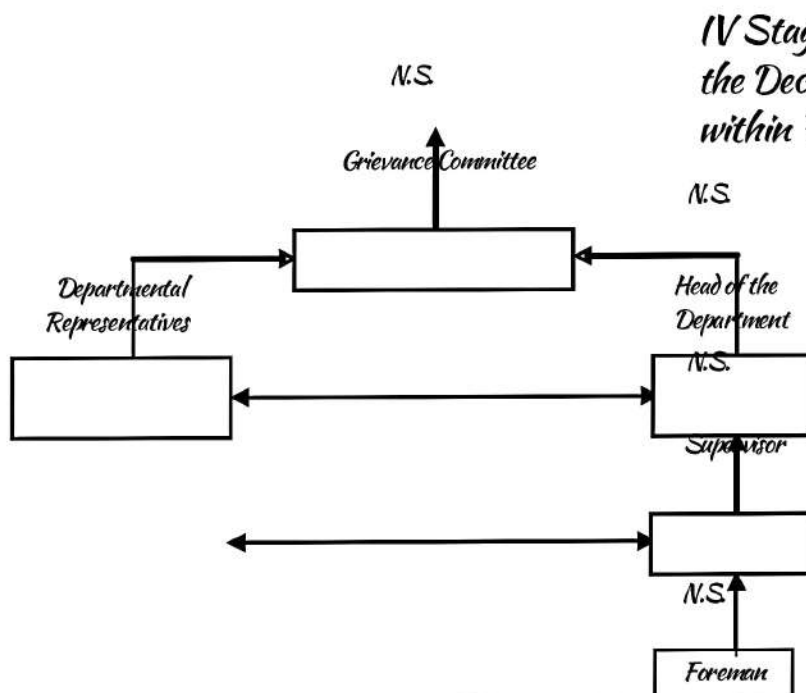 IV Stag
the Dec
within
N.S.
Grievance Committee
N.S.
Departmental
Representatives
Head of the
Department
N.S.
Supervisor
N.S.
Foreman